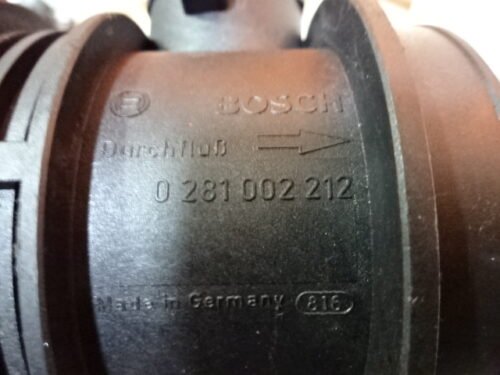 BOSCH
Durchfluß
0 281 002 212
Made in Germany 816